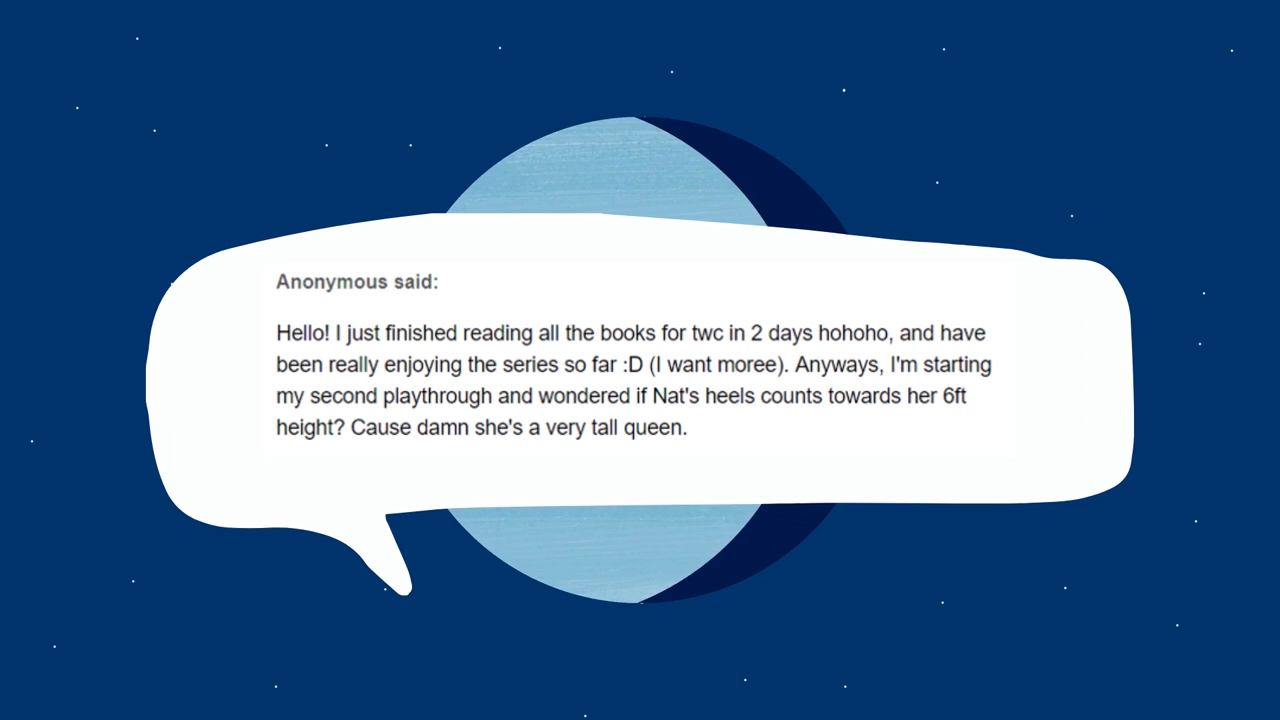 Anonymous said:
Hello! I just finished reading all the books for twc in 2 days hohoho, and have
been really enjoying the series so far :D (I want moree). Anyways, I'm starting
my second playthrough and wondered if Nat's heels counts towards her 6ft
height? Cause damn she's a very tall queen.